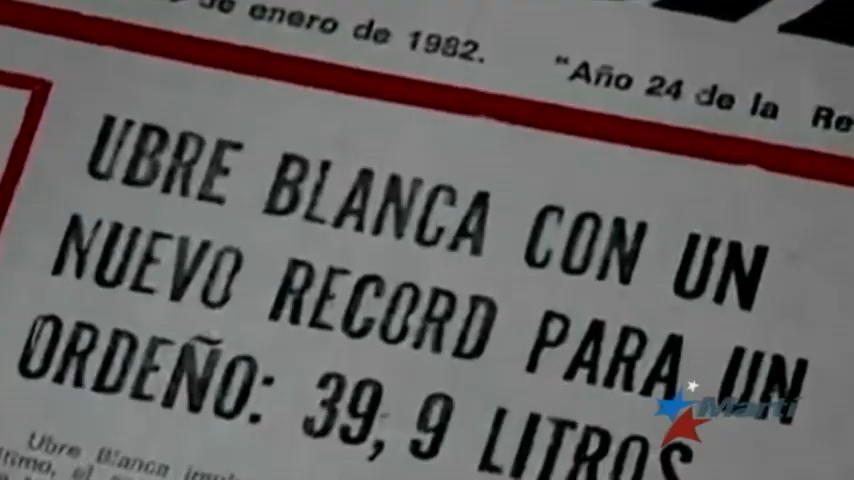 de enero de 1982. "Año 24 de la Re
UBRE BLANCA CON UN
NUEVO RECORD PARA UN
ORDEÑO: 39,9 LITROS
Ubre Blanca
Martí